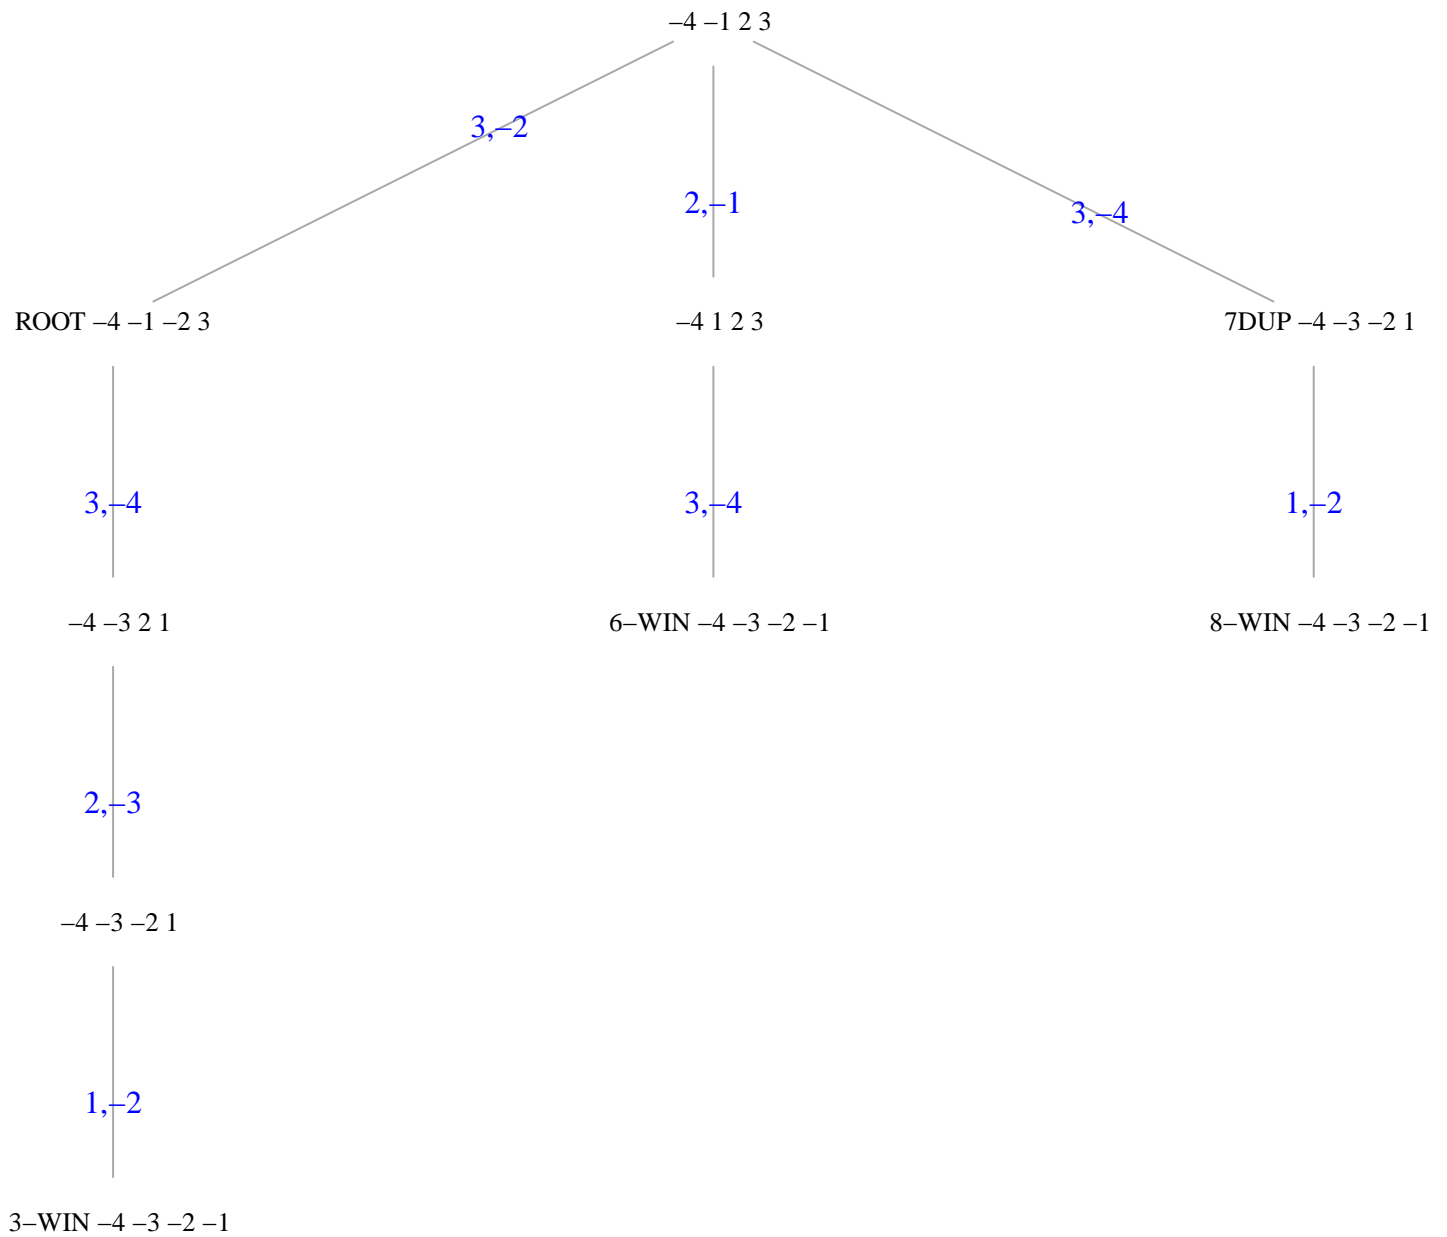 –4 –1 2 3
3,–2
2,–1
3,–4
ROOT –4 –1 –2 3
–4 1 2 3
7DUP –4 –3 –2 1
3,–4
3,–4
1,–2
–4 –3 2 1
6–WIN –4 –3 –2 –1
8–WIN –4 –3 –2 –1
2,–3
–4 –3 –2 1
1,–2
3–WIN –4 –3 –2 –1